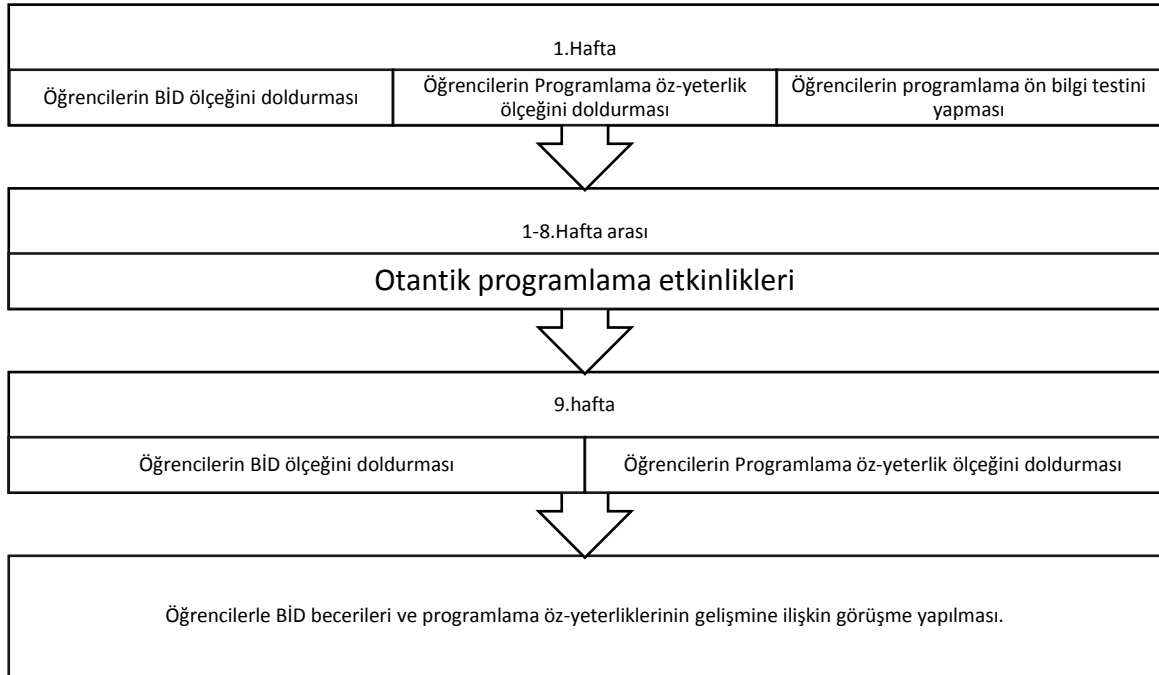 1.Hafta
Öğrencilerin BİD ölçeğini doldurması
Öğrencilerin Programlama öz-yeterlik
ölçeğini doldurması
Öğrencilerin programlama ön bilgi testini
yapması
1-8.Hafta arası
Otantik programlama etkinlikleri
9.hafta
Öğrencilerin BİD ölçeğini doldurması
Öğrencilerin Programlama öz-yeterlik ölçeğini doldurması
Öğrencilerle BİD becerileri ve programlama öz-yeterliklerinin gelişmine ilişkin görüşme yapılması.